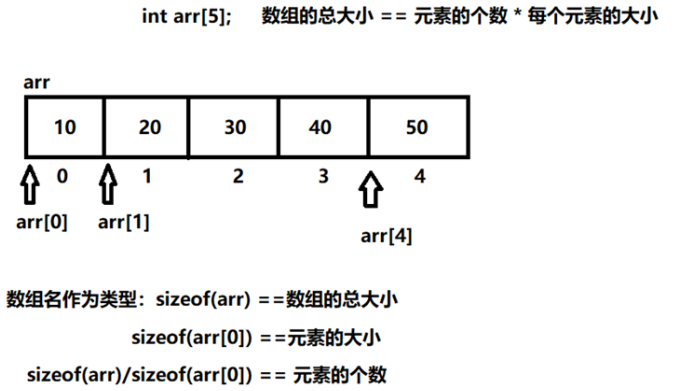 int arr[5]; 数组的总大小 == 元素的个数 * 每个元素的大小
arr
10 20 30 40 50
0 1 2 3 4
arr[0] arr[1] arr[4]
数组名作为类型：sizeof(arr) ==数组的总大小
sizeof(arr[0]) ==元素的大小
sizeof(arr)/sizeof(arr[0]) == 元素的个数